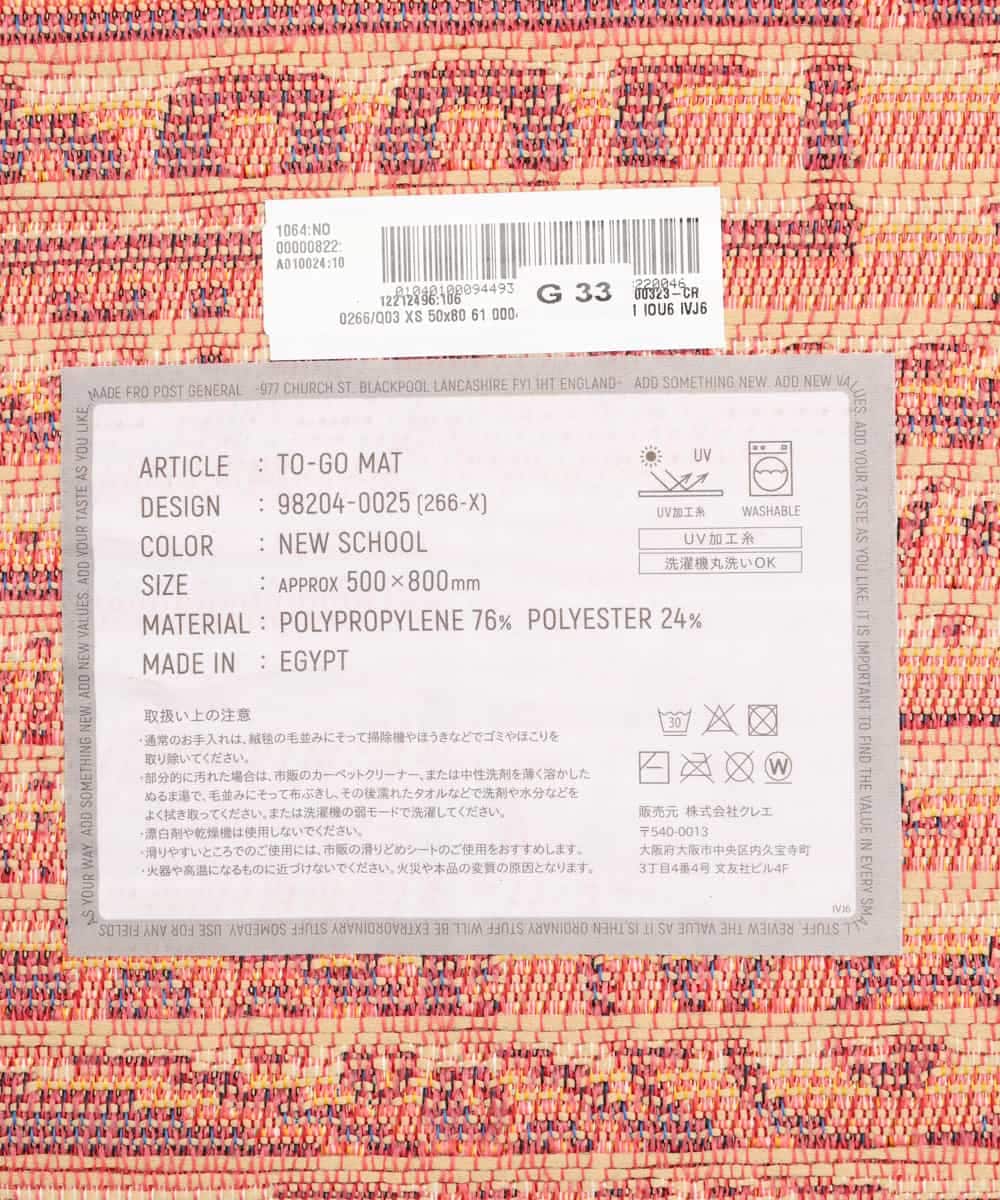 1064:NO
00000822:
A010024:10
01040100094493
220046
12212496:106
G 33
00323-CR
0266/Q03 XS 50x80 61 000
I IOU6 IVJ6
MADE FRO POST GENERAL -977 CHURCH ST. BLACKPOOL LANCASHIRE FY1 1HT ENGLAND- ADD SOMETHING NEW. ADD NEW VALUES. ADD YOUR TASTE AS YOU LIKE. IT IS IMPORTANT TO FIND THE VALUE IN EVERY SMALL STUFF. REVIEW THE VALUE AS IT IS THEN ORDINARY STUFF WILL BE EXTRAORDINARY STUFF SOMEDAY. USE FOR ANY FIELDS AS YOUR WAY. ADD SOMETHING NEW. ADD NEW VALUES. ADD YOUR TASTE AS YOU LIKE.
ARTICLE : TO-GO MAT
DESIGN : 98204-0025 (266-X)
COLOR : NEW SCHOOL
SIZE : APPROX 500×800mm
MATERIAL : POLYPROPYLENE 76% POLYESTER 24%
MADE IN : EGYPT
UV
UV加工糸 WASHABLE
UV加工糸
洗濯機丸洗いOK
取扱い上の注意
・通常のお手入れは、絨毯の毛並みにそって掃除機やほうきなどでゴミやほこりを
取り除いてください。
・部分的に汚れた場合は、市販のカーペットクリーナー、または中性洗剤を薄く溶かした
ぬるま湯で、毛並みにそって布ぶきし、その後濡れたタオルなどで洗剤や水分などを
よく拭き取ってください。または洗濯機の弱モードで洗濯してください。
・漂白剤や乾燥機は使用しないでください。
・滑りやすいところでのご使用には、市販の滑りどめシートのご使用をおすすめします。
・火器や高温になるものに近づけないでください。火災や本品の変質の原因となります。
30
W
販売元 株式会社クレエ
〒540-0013
大阪府大阪市中央区内久宝寺町
3丁目4番4号 文友社ビル4F
IVJ6